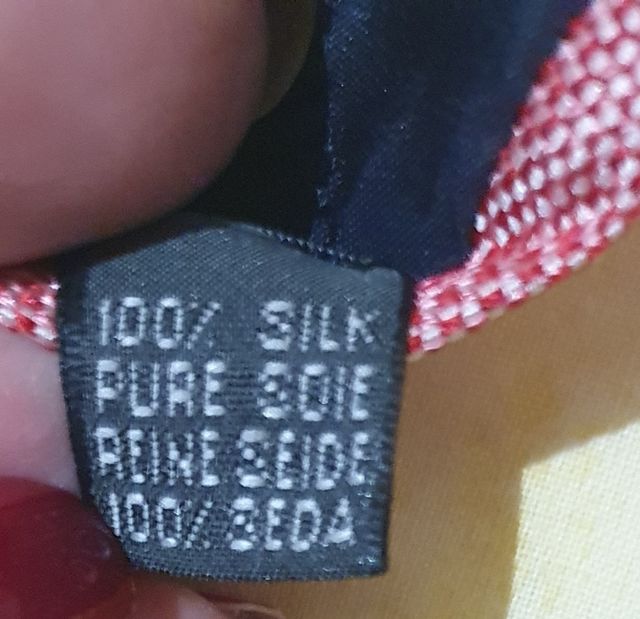 100% SILK
PURE SOIE
REINE SEIDE
100% SEDA